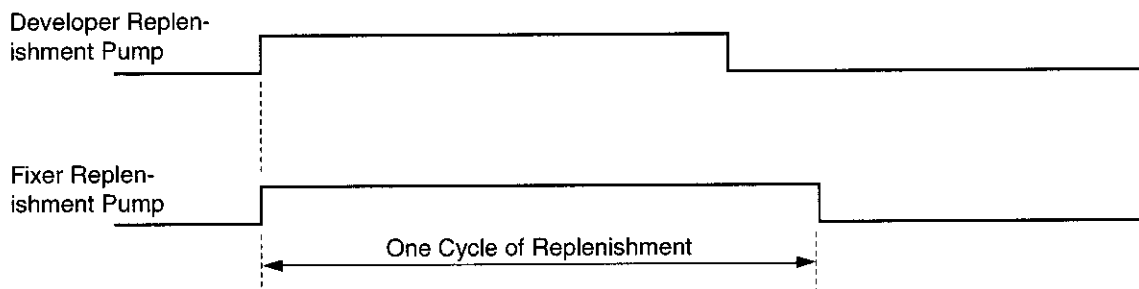 Developer Replen-
ishment Pump
Fixer Replen-
ishment Pump
One Cycle of Replenishment